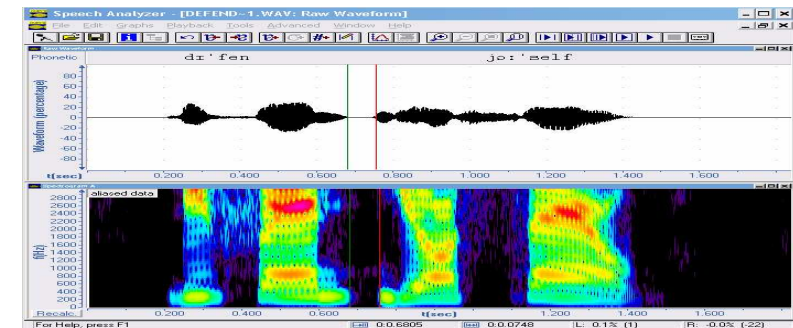 Speech Analyzer - [DEFEND~1.WAV: Raw Waveform]
File Edit Graphs Playback Tools Advanced Window Help
Raw Waveform
Phonetic dɪˈfen jɔːˈself
Waveform (percentage)
80
60
40
20
0
-20
-40
-60
-80
t(sec) 0.200 0.400 0.600 0.800 1.000 1.200 1.400 1.600
Spectrogram A
aliased data
f(Hz)
2800
2600
2400
2200
2000
1800
1600
1400
1200
1000
800
600
400
200
0
Recalc. 0.200 0.400 0.600 t(sec) 1.200 1.400 1.600
For Help, press F1 0:0.6805 0:0.0748 L: 0.1% (1) R: -0.0% (-22)